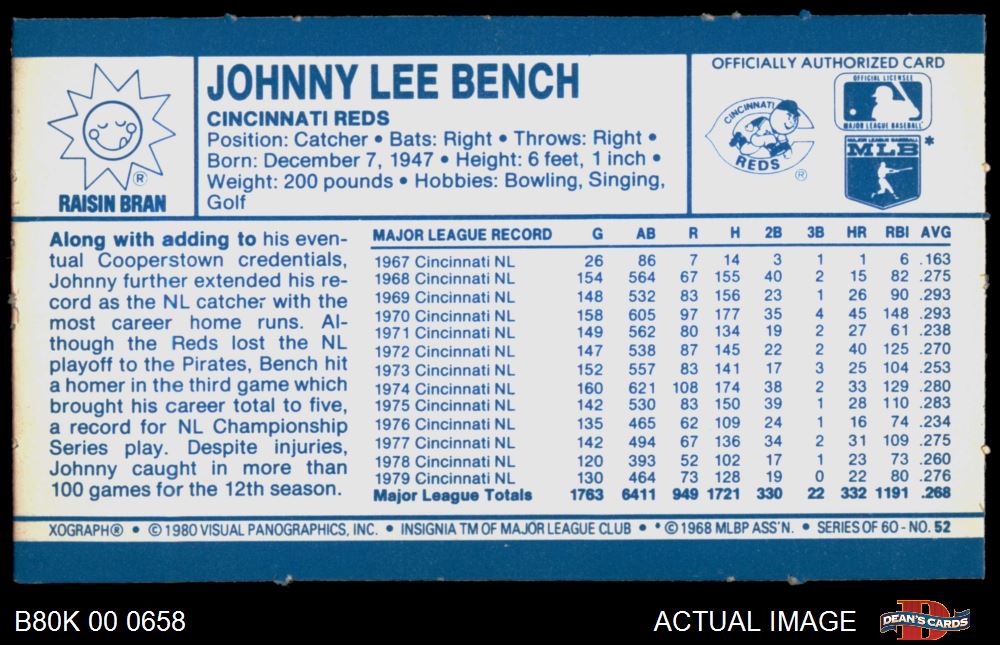 RAISIN BRAN ®
JOHNNY LEE BENCH
CINCINNATI REDS
Position: Catcher • Bats: Right • Throws: Right •
Born: December 7, 1947 • Height: 6 feet, 1 inch •
Weight: 200 pounds • Hobbies: Bowling, Singing,
Golf
OFFICIALLY AUTHORIZED CARD
CINCINNATI
REDS
®
OFFICIAL LICENSEE
MAJOR LEAGUE BASEBALL
MAJOR LEAGUE BASEBALL
MLB *
Along with adding to his even-
tual Cooperstown credentials,
Johnny further extended his re-
cord as the NL catcher with the
most career home runs. Al-
though the Reds lost the NL
playoff to the Pirates, Bench hit
a homer in the third game which
brought his career total to five,
a record for NL Championship
Series play. Despite injuries,
Johnny caught in more than
100 games for the 12th season.
MAJOR LEAGUE RECORD G AB R H 2B 3B HR RBI AVG
1967 Cincinnati NL 26 86 7 14 3 1 1 6 .163
1968 Cincinnati NL 154 564 67 155 40 2 15 82 .275
1969 Cincinnati NL 148 532 83 156 23 1 26 90 .293
1970 Cincinnati NL 158 605 97 177 35 4 45 148 .293
1971 Cincinnati NL 149 562 80 134 19 2 27 61 .238
1972 Cincinnati NL 147 538 87 145 22 2 40 125 .270
1973 Cincinnati NL 152 557 83 141 17 3 25 104 .253
1974 Cincinnati NL 160 621 108 174 38 2 33 129 .280
1975 Cincinnati NL 142 530 83 150 39 1 28 110 .283
1976 Cincinnati NL 135 465 62 109 24 1 16 74 .234
1977 Cincinnati NL 142 494 67 136 34 2 31 109 .275
1978 Cincinnati NL 120 393 52 102 17 1 23 73 .260
1979 Cincinnati NL 130 464 73 128 19 0 22 80 .276
Major League Totals 1763 6411 949 1721 330 22 332 1191 .268
XOGRAPH® • © 1980 VISUAL PANOGRAPHICS, INC. • INSIGNIA TM OF MAJOR LEAGUE CLUB • * © 1968 MLBP ASS'N. • SERIES OF 60 - NO. 52
B80K 00 0658
ACTUAL IMAGE
DEAN'S CARDS